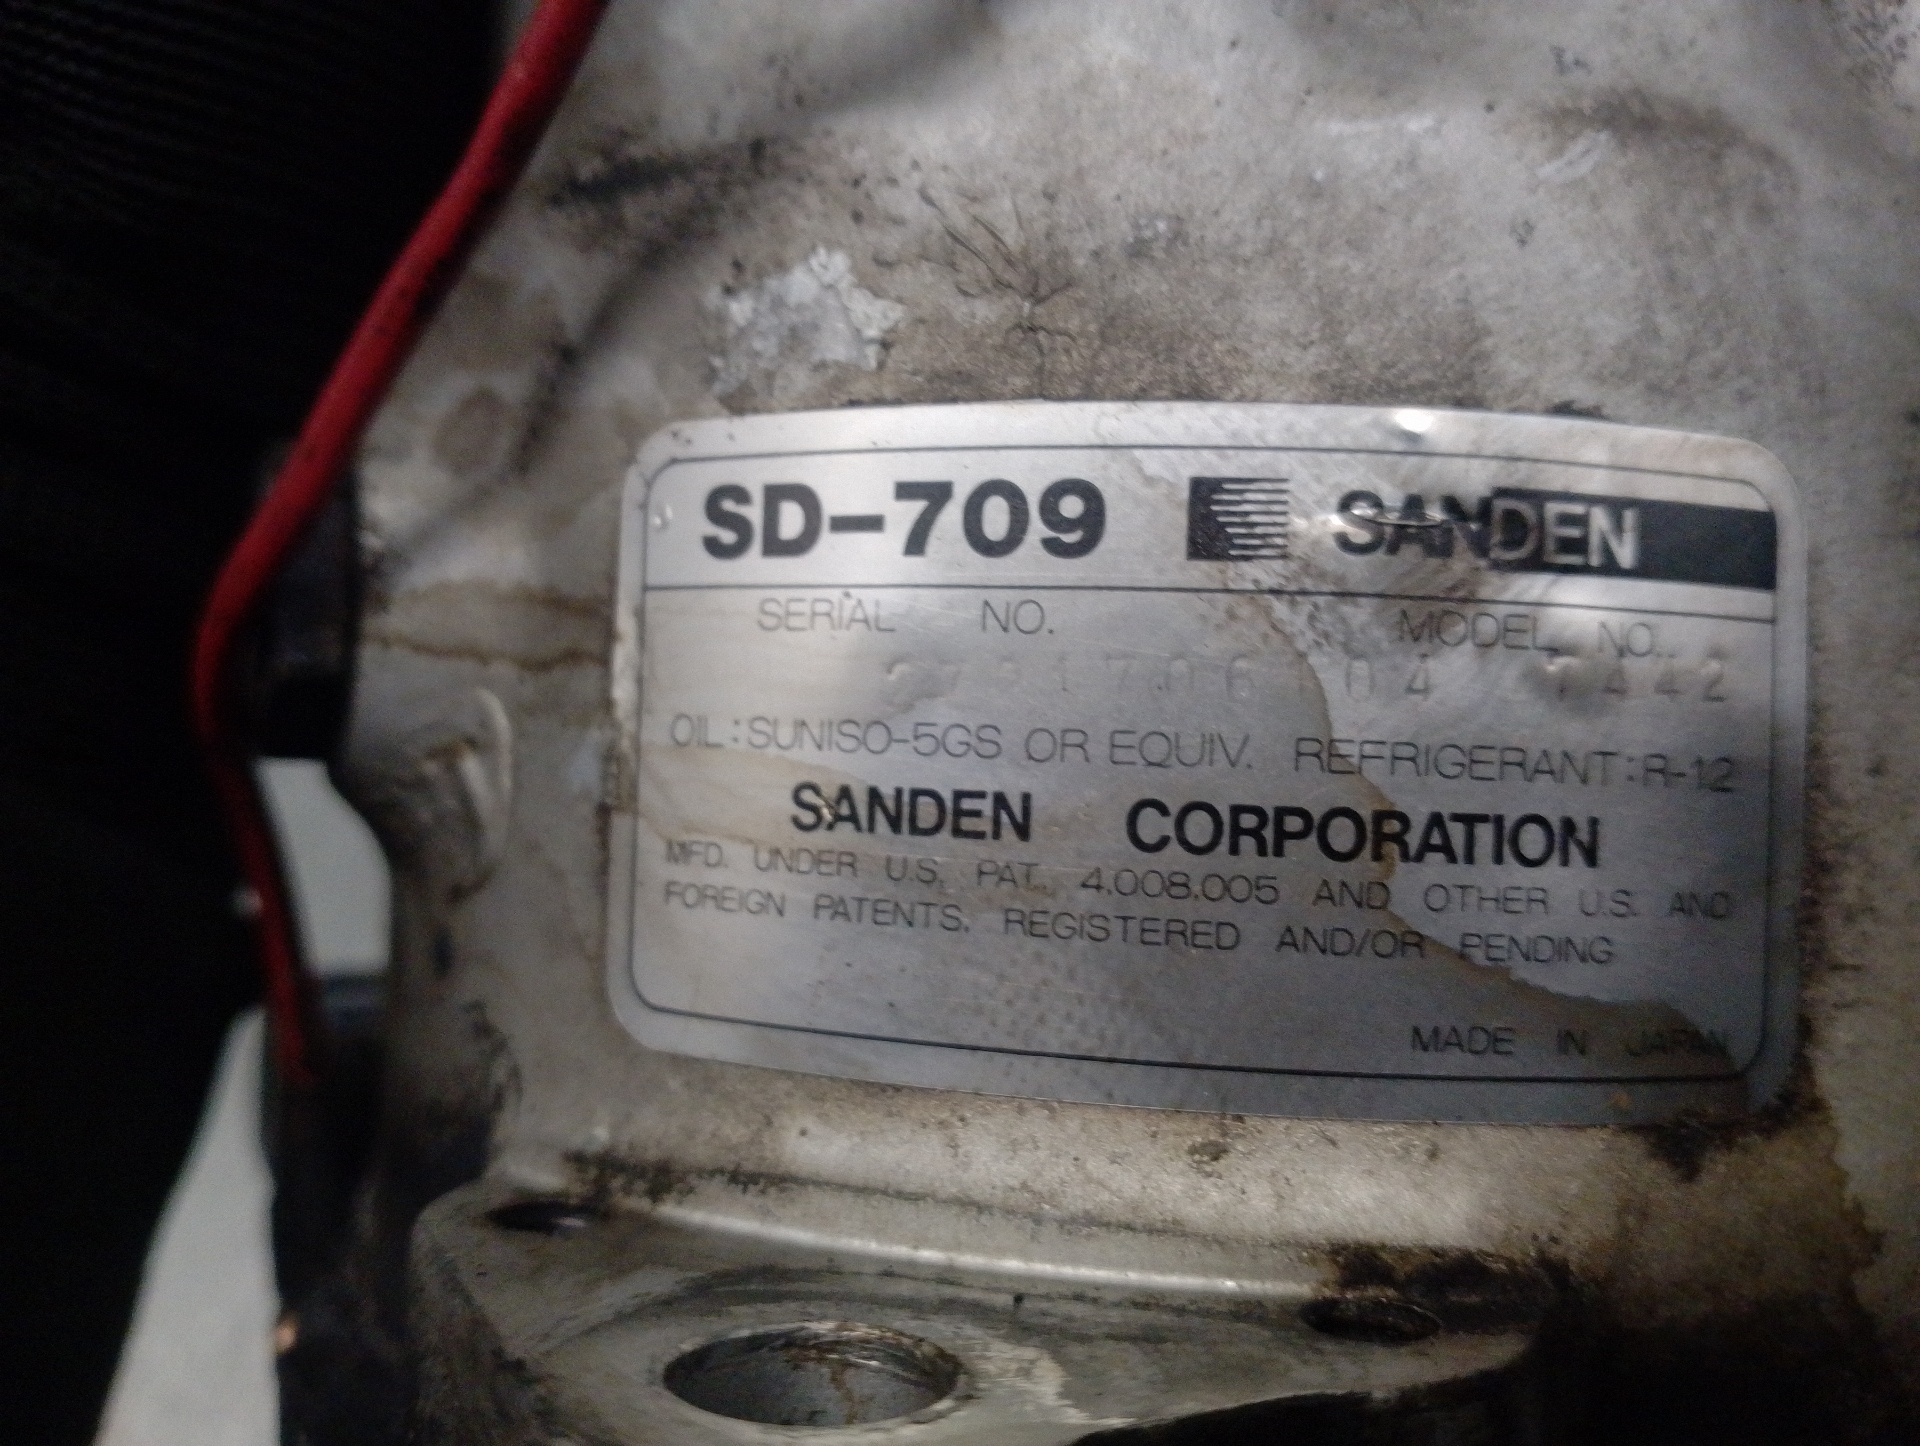 SD-709 SANDEN
SERIAL NO. MODEL NO.
7442
OIL:SUNISO-5GS OR EQUIV. REFRIGERANT:R-12
SANDEN CORPORATION
MFD. UNDER U.S. PAT. 4.008.005 AND OTHER U.S. AND
FOREIGN PATENTS. REGISTERED AND/OR PENDING
MADE IN JAPAN